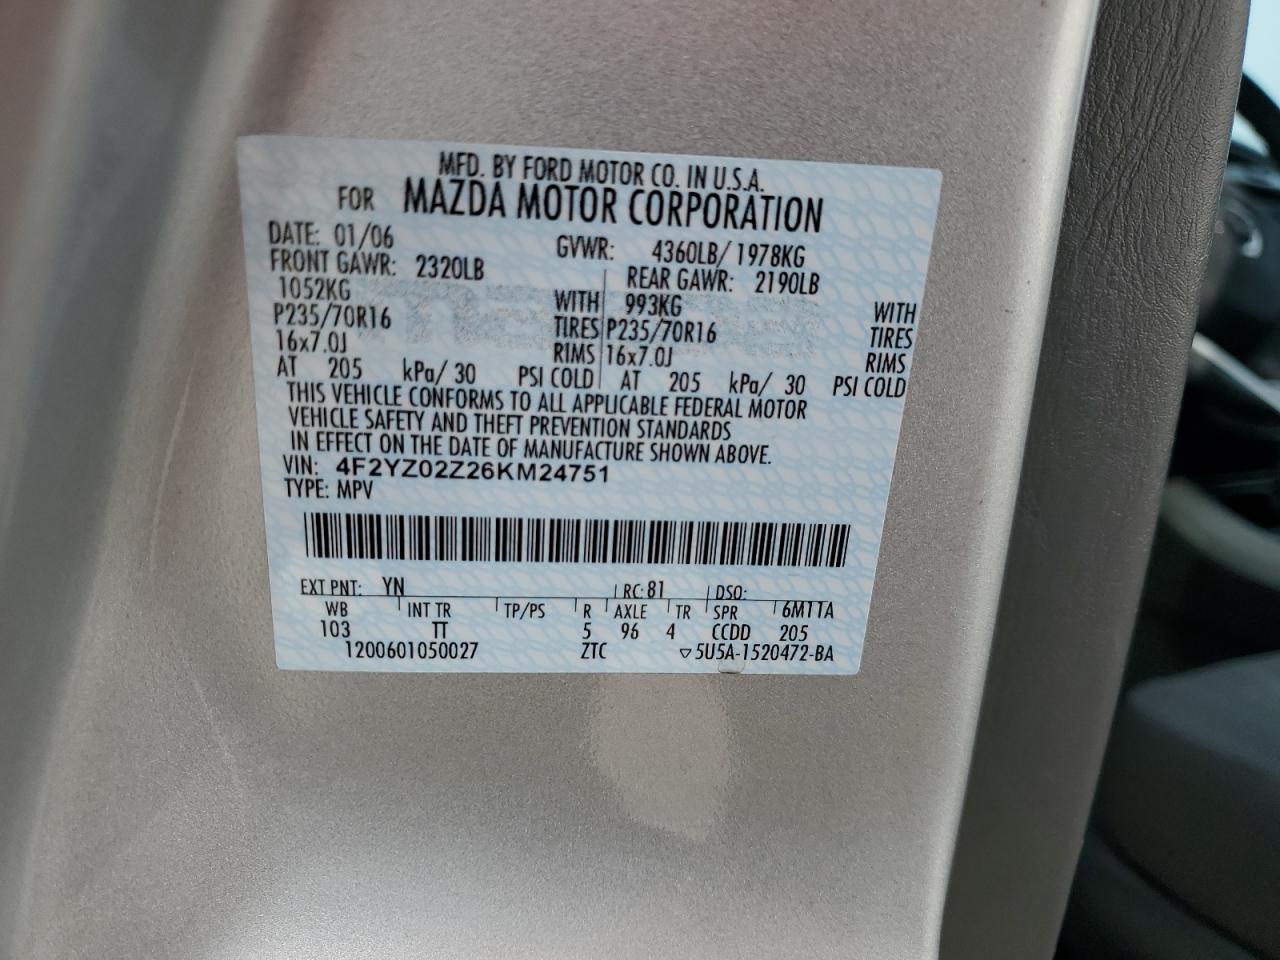 MFD. BY FORD MOTOR CO. IN U.S.A.
FOR MAZDA MOTOR CORPORATION
DATE: 01/06 GVWR: 4360LB/ 1978KG
FRONT GAWR: 2320LB REAR GAWR: 2190LB
1052KG WITH 993KG WITH
P235/70R16 TIRES P235/70R16 TIRES
16x7.0J RIMS 16x7.0J RIMS
AT 205 kPa/ 30 PSI COLD AT 205 kPa/ 30 PSI COLD
THIS VEHICLE CONFORMS TO ALL APPLICABLE FEDERAL MOTOR
VEHICLE SAFETY AND THEFT PREVENTION STANDARDS
IN EFFECT ON THE DATE OF MANUFACTURE SHOWN ABOVE.
VIN: 4F2YZ02Z26KM24751
TYPE: MPV
EXT PNT: YN RC: 81 DSO:
WB INT TR TP/PS R AXLE TR SPR 6M11A
103 TT 5 96 4 CCDD 205
1200601050027 ZTC ▽5U5A-1520472-BA